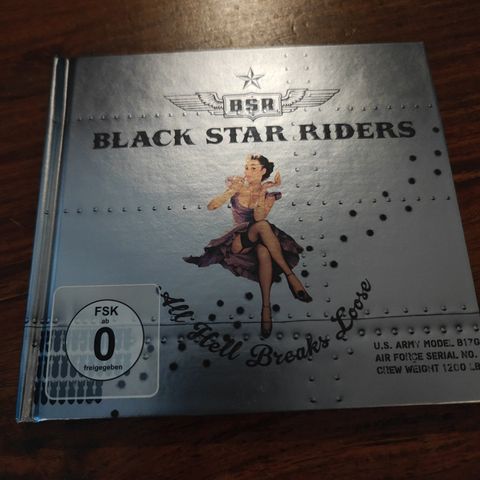 BSR
BLACK STAR RIDERS
All Hell Breaks Loose
FSK
ab
0
freigegeben
U.S. ARMY MODEL B17G
AIR FORCE SERIAL NO.
CREW WEIGHT 1200 LB